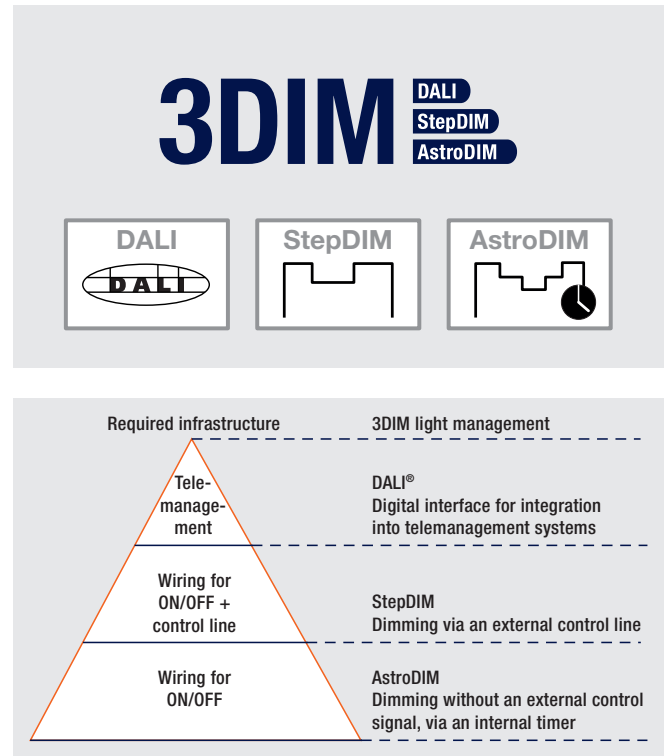 3DIM
DALI
StepDIM
AstroDIM
DALI
DALI
StepDIM
AstroDIM
Required infrastructure
3DIM light management
Tele-
manage-
ment
DALI®
Digital interface for integration
into telemanagement systems
Wiring for
ON/OFF +
control line
StepDIM
Dimming via an external control line
Wiring for
ON/OFF
AstroDIM
Dimming without an external control
signal, via an internal timer